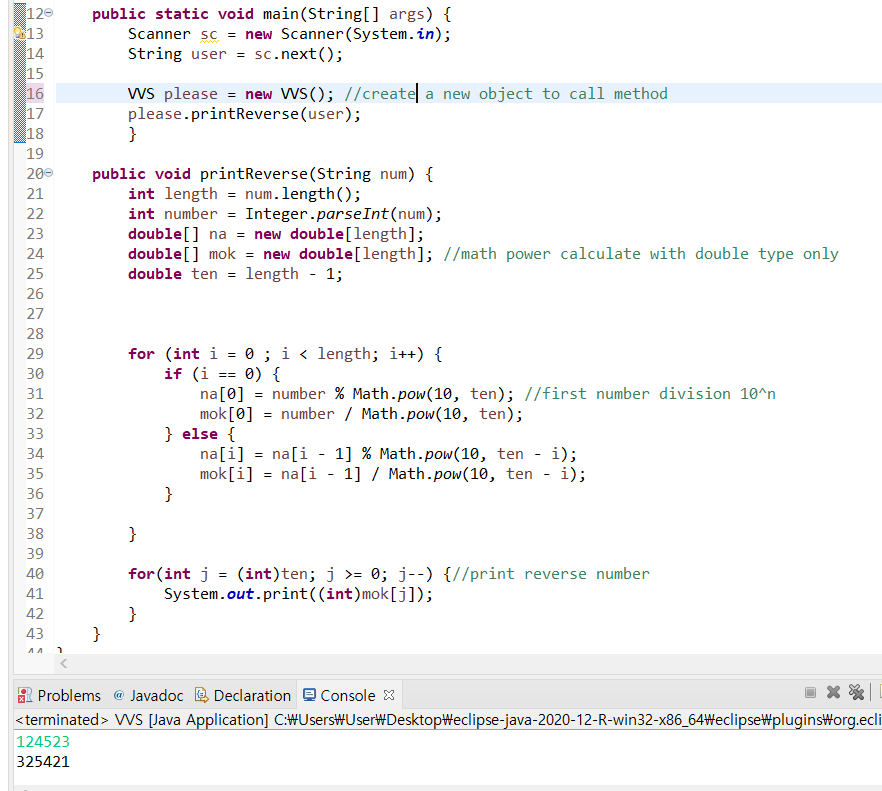 12 public static void main(String[] args) {
13 Scanner sc = new Scanner(System.in);
14 String user = sc.next();
15
16 VVS please = new VVS(); //create a new object to call method
17 please.printReverse(user);
18 }
19
20 public void printReverse(String num) {
21 int length = num.length();
22 int number = Integer.parseInt(num);
23 double[] na = new double[length];
24 double[] mok = new double[length]; //math power calculate with double type only
25 double ten = length - 1;
26
27
28
29 for (int i = 0 ; i < length; i++) {
30 if (i == 0) {
31 na[0] = number % Math.pow(10, ten); //first number division 10^n
32 mok[0] = number / Math.pow(10, ten);
33 } else {
34 na[i] = na[i - 1] % Math.pow(10, ten - i);
35 mok[i] = na[i - 1] / Math.pow(10, ten - i);
36 }
37
38 }
39
40 for(int j = (int)ten; j >= 0; j--) {//print reverse number
41 System.out.print((int)mok[j]);
42 }
43 }
44 }
Problems @ Javadoc Declaration Console
<terminated> VVS [Java Application] C:₩Users₩User₩Desktop₩eclipse-java-2020-12-R-win32-x86_64₩eclipse₩plugins₩org.ecli
124523
325421